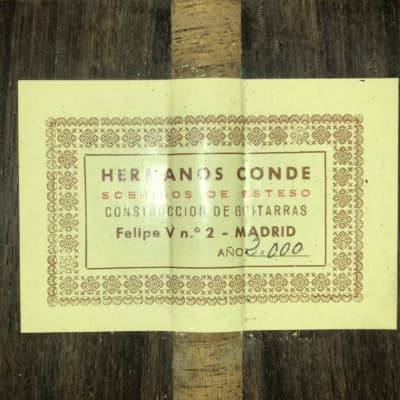 HERMANOS CONDE
SOBRINOS DE ESTESO
CONSTRUCCION DE GUITARRAS
Felipe V n.º 2 - MADRID
AÑO 2.000